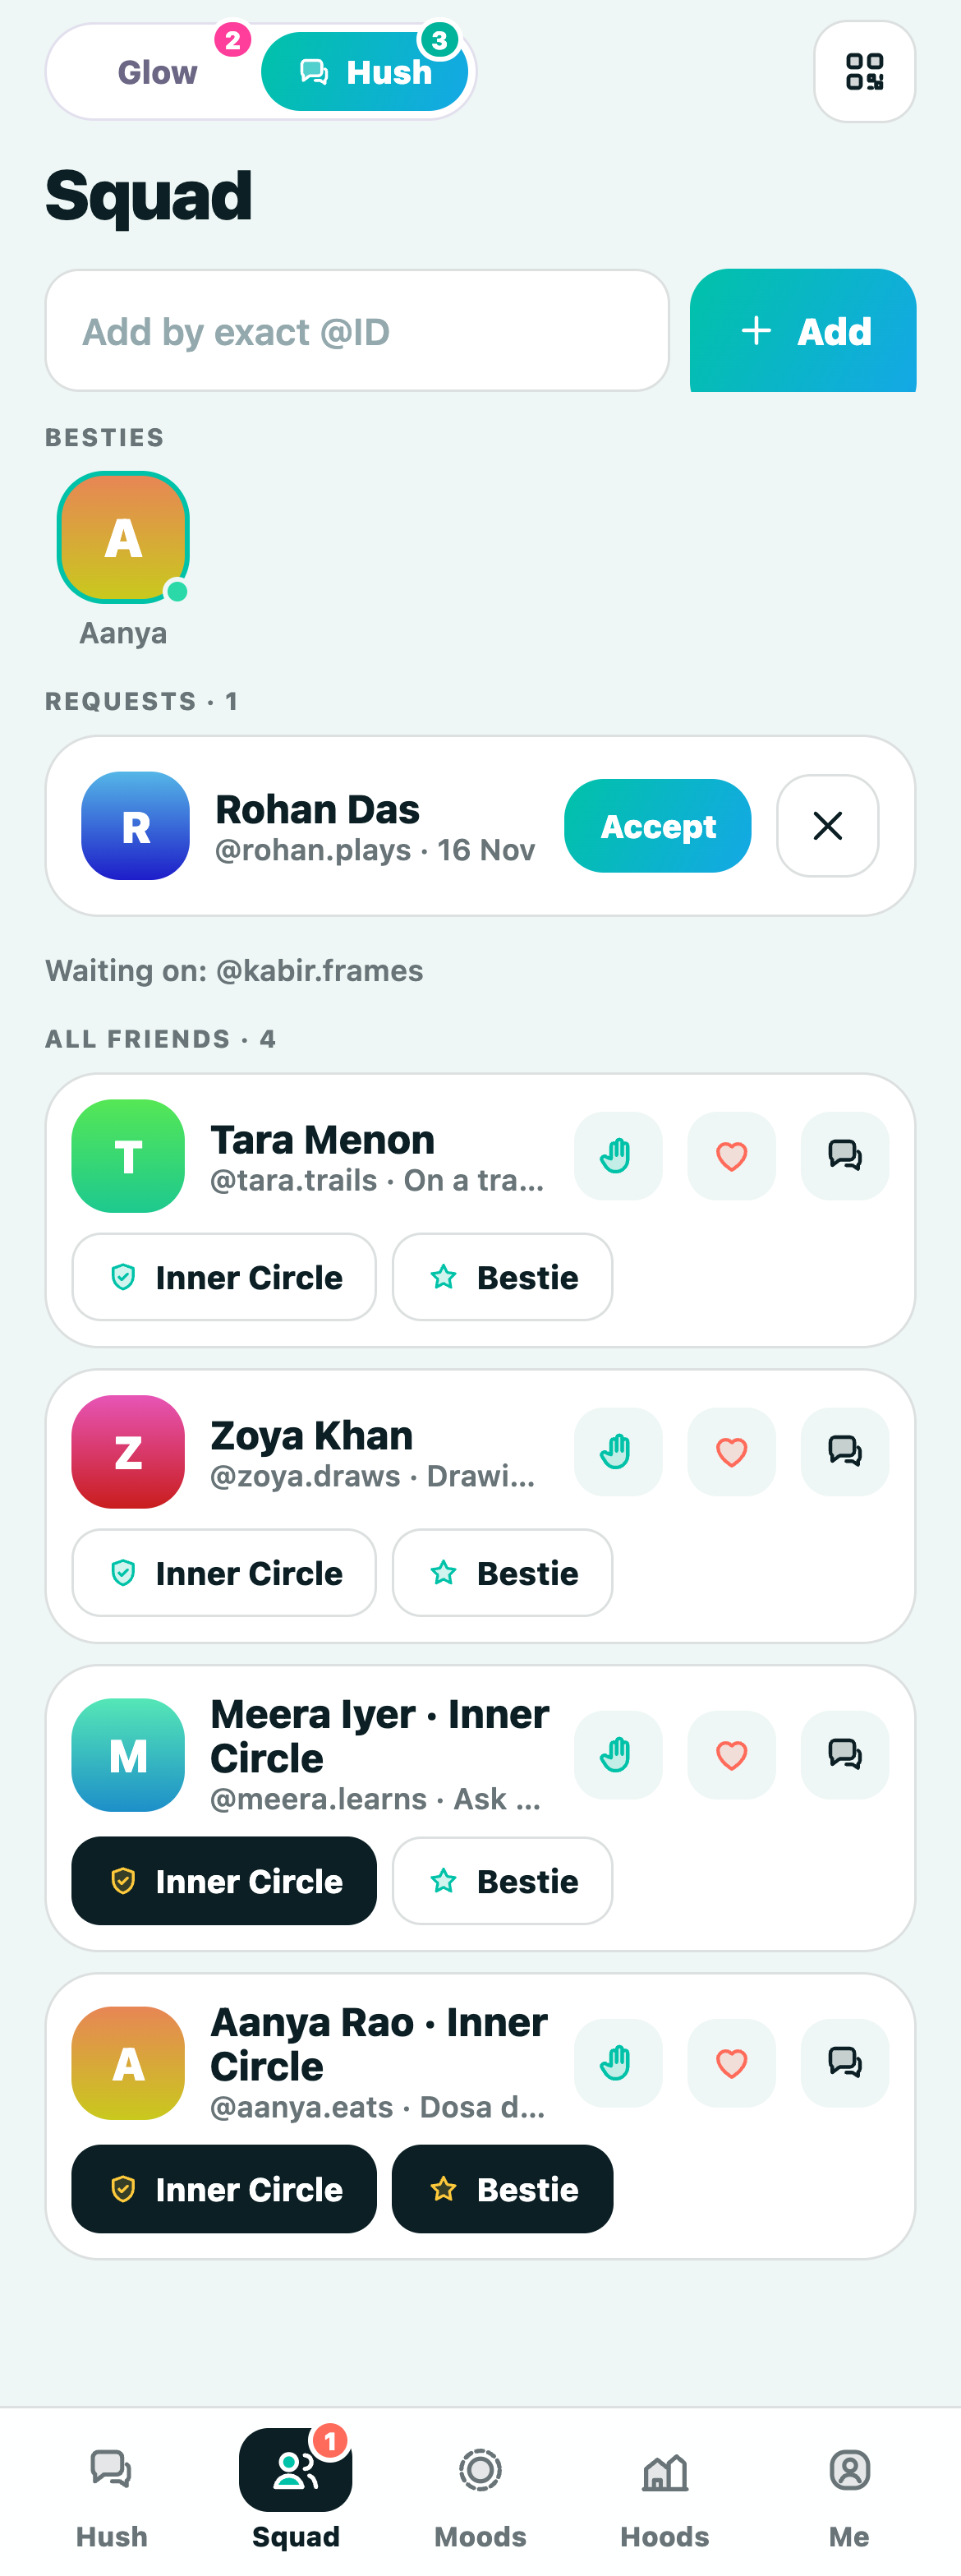 Glow 2
Hush 3
Squad
Add by exact @ID
Add
BESTIES
A
Aanya
REQUESTS · 1
R
Rohan Das
@rohan.plays · 16 Nov
Accept
Waiting on: @kabir.frames
ALL FRIENDS · 4
T
Tara Menon
@tara.trails · On a tra...
Inner Circle
Bestie
Z
Zoya Khan
@zoya.draws · Drawi...
Inner Circle
Bestie
M
Meera Iyer · Inner
Circle
@meera.learns · Ask ...
Inner Circle
Bestie
A
Aanya Rao · Inner
Circle
@aanya.eats · Dosa d...
Inner Circle
Bestie
1
Hush
Squad
Moods
Hoods
Me